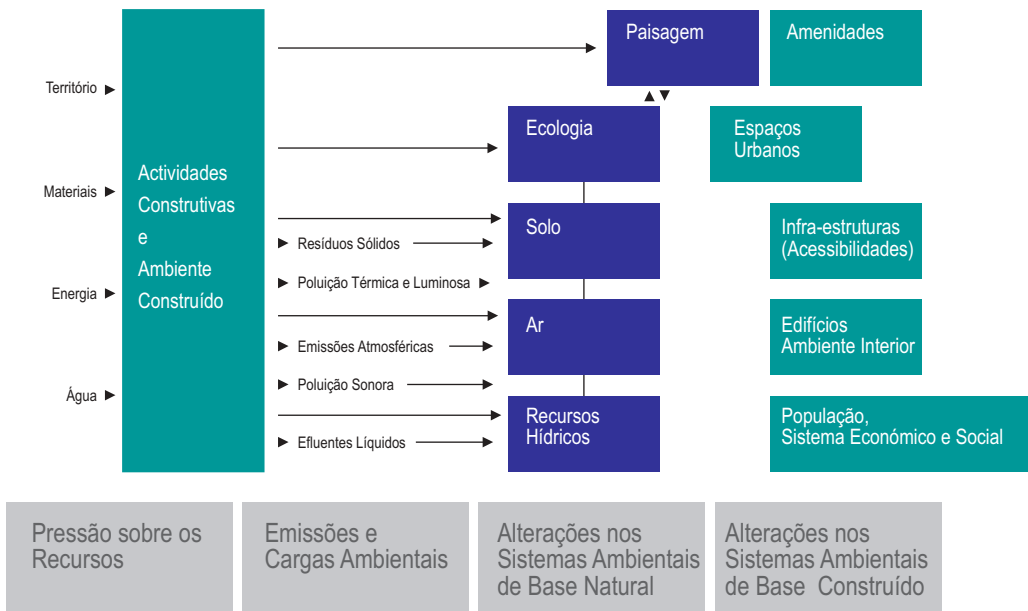 Território
Materiais
Energia
Água
Actividades
Construtivas
e
Ambiente
Construído
Resíduos Sólidos
Poluição Térmica e Luminosa
Emissões Atmosféricas
Poluição Sonora
Efluentes Líquidos
Paisagem
Ecologia
Solo
Ar
Recursos
Hídricos
Amenidades
Espaços
Urbanos
Infra-estruturas
(Acessibilidades)
Edifícios
Ambiente Interior
População,
Sistema Económico e Social
Pressão sobre os
Recursos
Emissões e
Cargas Ambientais
Alterações nos
Sistemas Ambientais
de Base Natural
Alterações nos
Sistemas Ambientais
de Base Construído